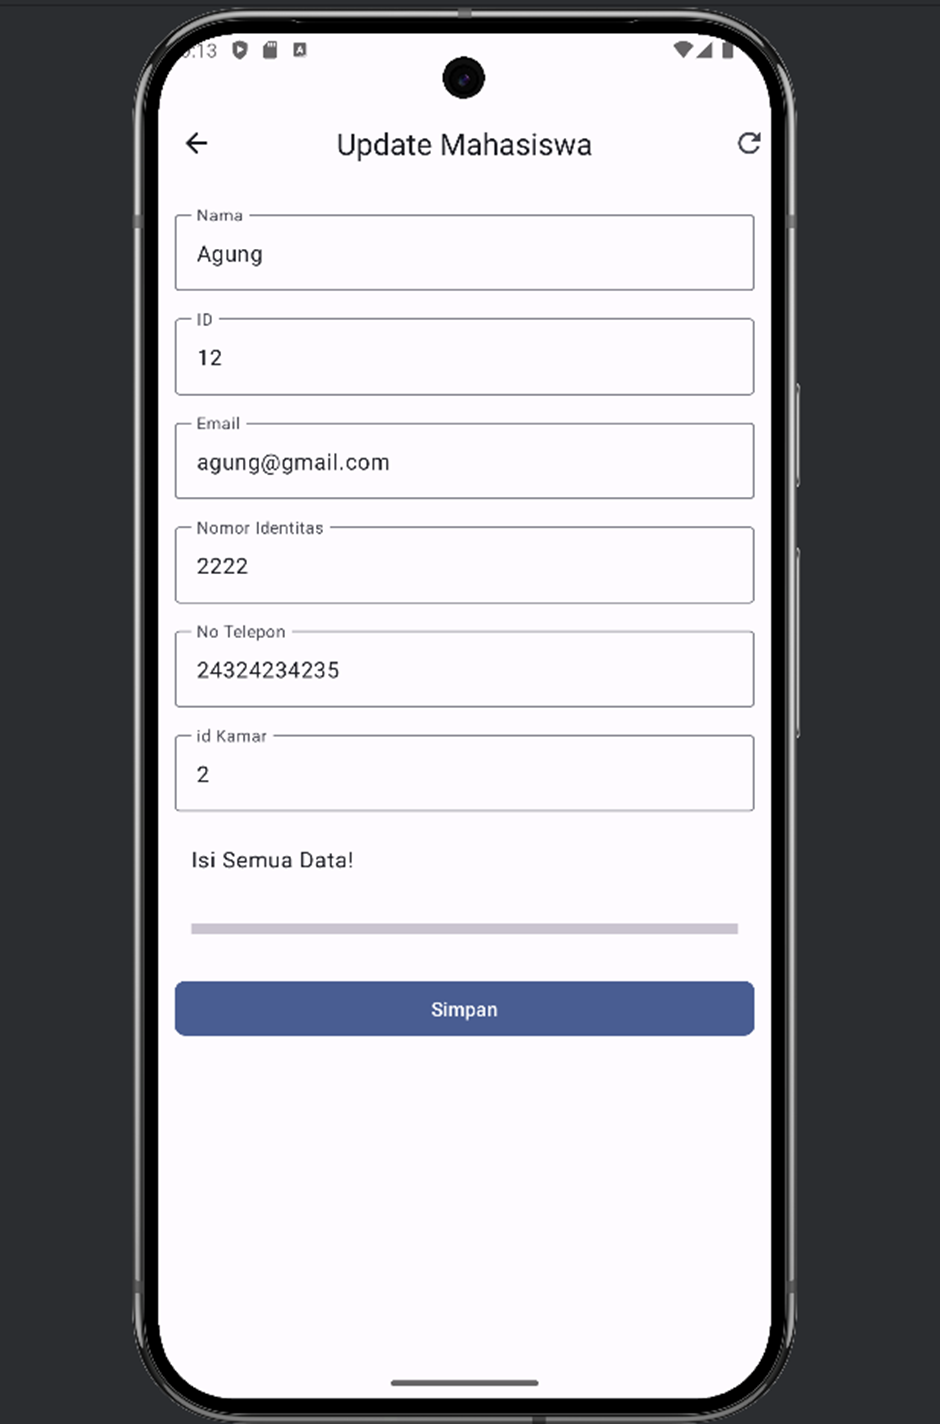 Update Mahasiswa
Nama
Agung
ID
12
Email
agung@gmail.com
Nomor Identitas
2222
No Telepon
24324234235
id Kamar
2
Isi Semua Data!
Simpan